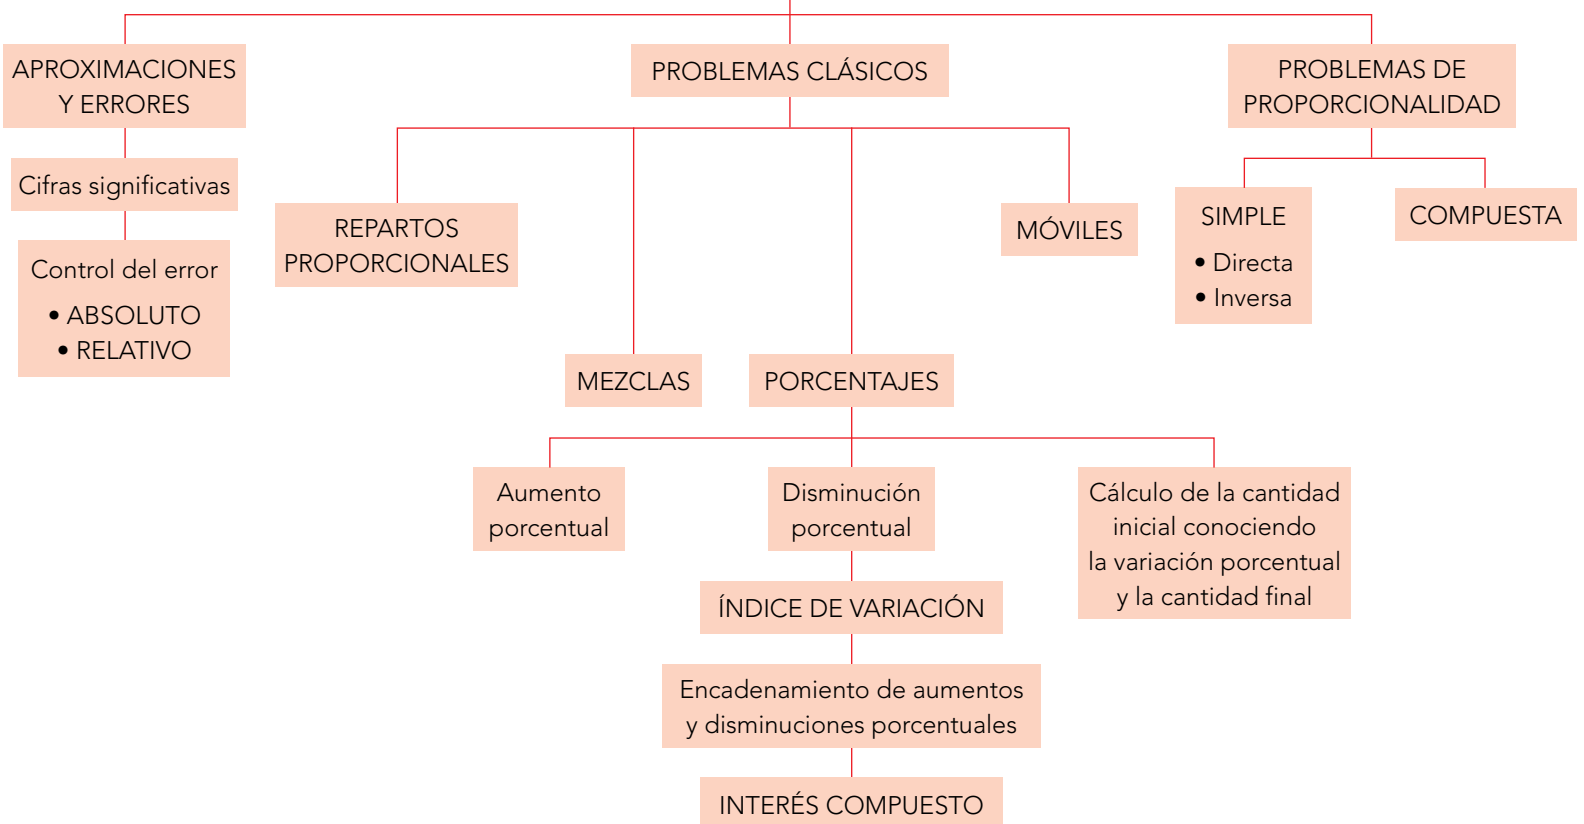 APROXIMACIONES
Y ERRORES
Cifras significativas
Control del error
• ABSOLUTO
• RELATIVO
PROBLEMAS CLÁSICOS
REPARTOS
PROPORCIONALES
MEZCLAS
PORCENTAJES
MÓVILES
Aumento
porcentual
Disminución
porcentual
Cálculo de la cantidad
inicial conociendo
la variación porcentual
y la cantidad final
ÍNDICE DE VARIACIÓN
Encadenamiento de aumentos
y disminuciones porcentuales
INTERÉS COMPUESTO
PROBLEMAS DE
PROPORCIONALIDAD
SIMPLE
• Directa
• Inversa
COMPUESTA